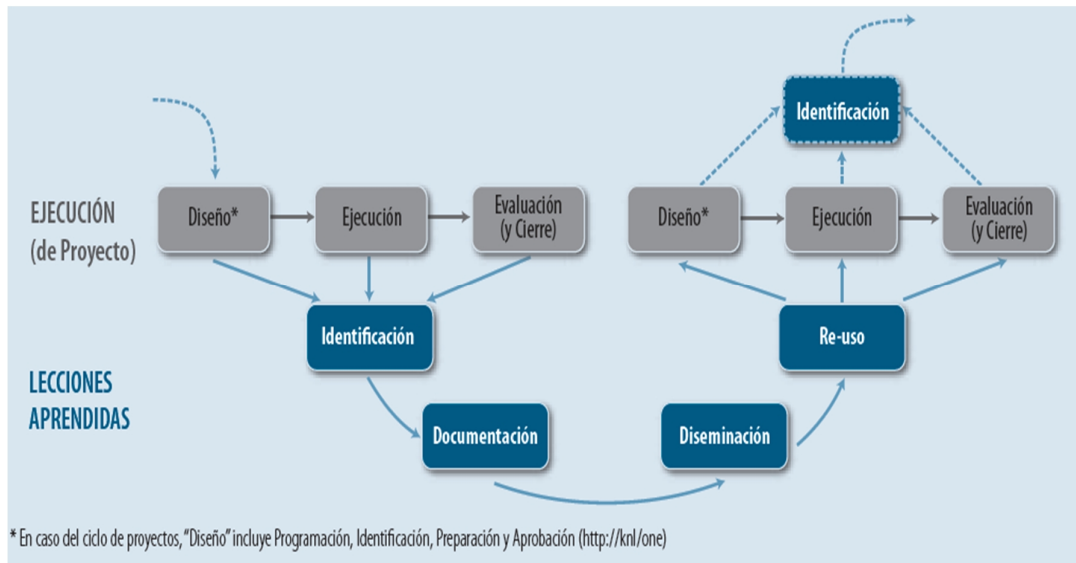 Identificación
EJECUCIÓN
(de Proyecto)
Diseño*
Ejecución
Evaluación
(y Cierre)
Diseño*
Ejecución
Evaluación
(y Cierre)
Identificación
Re-uso
LECCIONES
APRENDIDAS
Documentación
Diseminación
* En caso del ciclo de proyectos, “Diseño” incluye Programación, Identificación, Preparación y Aprobación (http://knl/one)